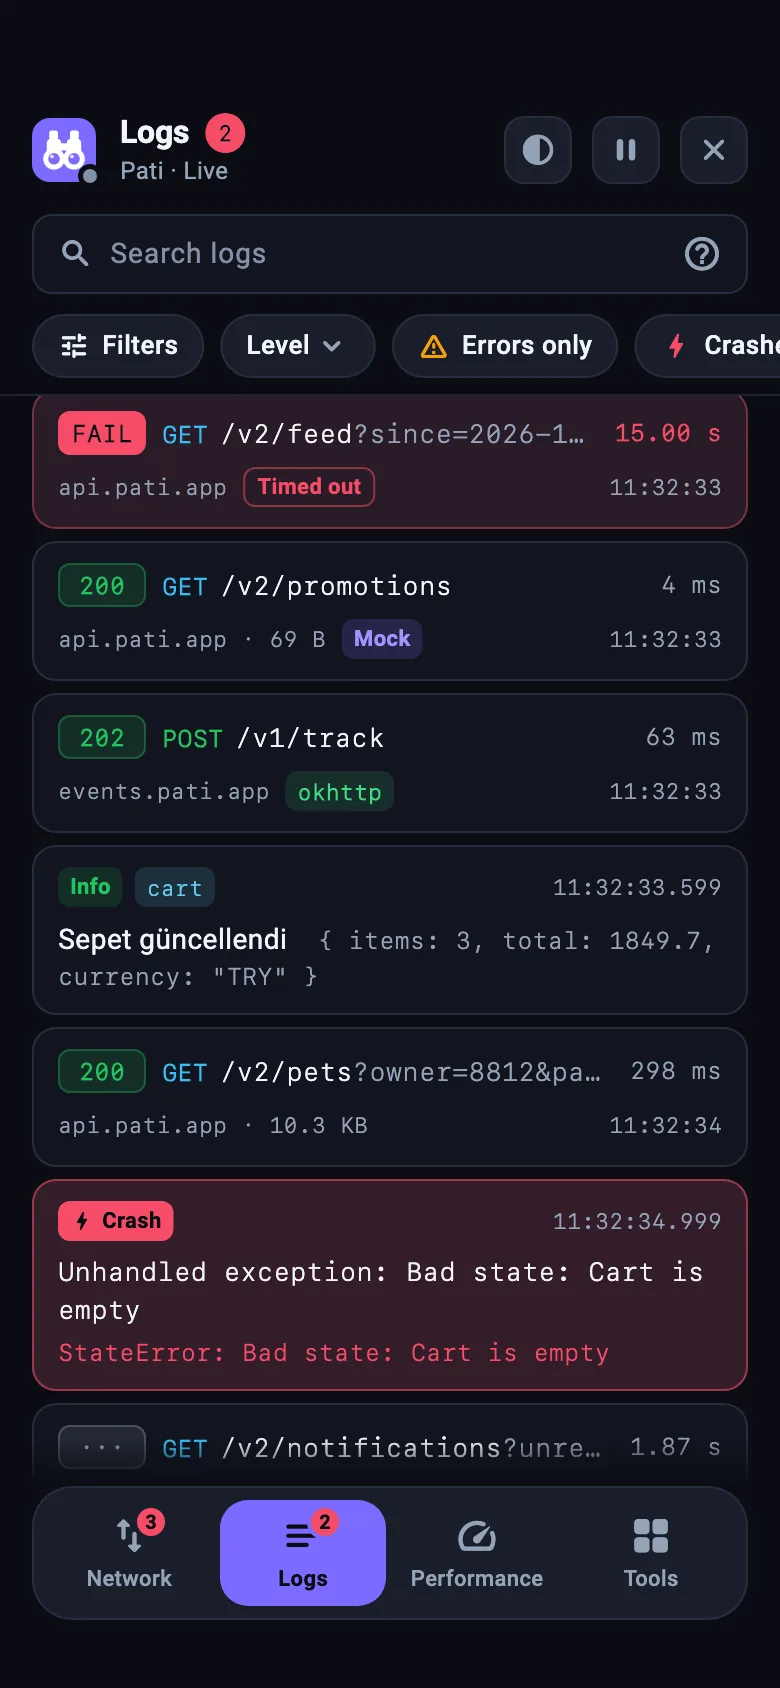 Logs 2
Pati · Live
Search logs
Filters Level Errors only Crashe
FAIL GET /v2/feed?since=2026-1… 15.00 s
api.pati.app Timed out 11:32:33
200 GET /v2/promotions 4 ms
api.pati.app · 69 B Mock 11:32:33
202 POST /v1/track 63 ms
events.pati.app okhttp 11:32:33
Info cart 11:32:33.599
Sepet güncellendi { items: 3, total: 1849.7,
currency: "TRY" }
200 GET /v2/pets?owner=8812&pa… 298 ms
api.pati.app · 10.3 KB 11:32:34
Crash 11:32:34.999
Unhandled exception: Bad state: Cart is
empty
StateError: Bad state: Cart is empty
··· GET /v2/notifications?unre… 1.87 s
3 2
Network Logs Performance Tools